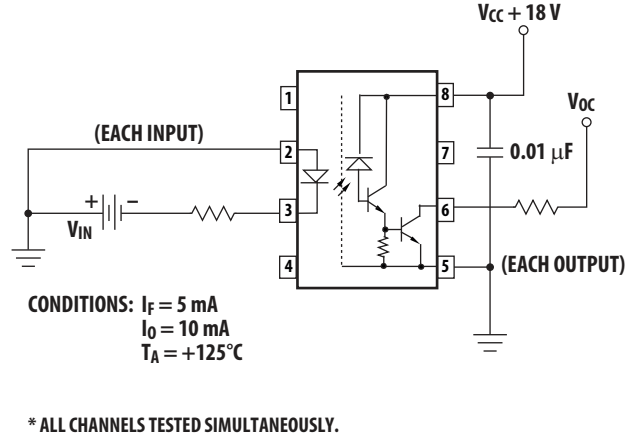 VCC + 18 V
VOC
1
8
(EACH INPUT)
2
7
0.01 μF
+
–
3
6
VIN
4
5
(EACH OUTPUT)
CONDITIONS: IF = 5 mA
IO = 10 mA
TA = +125°C
* ALL CHANNELS TESTED SIMULTANEOUSLY.